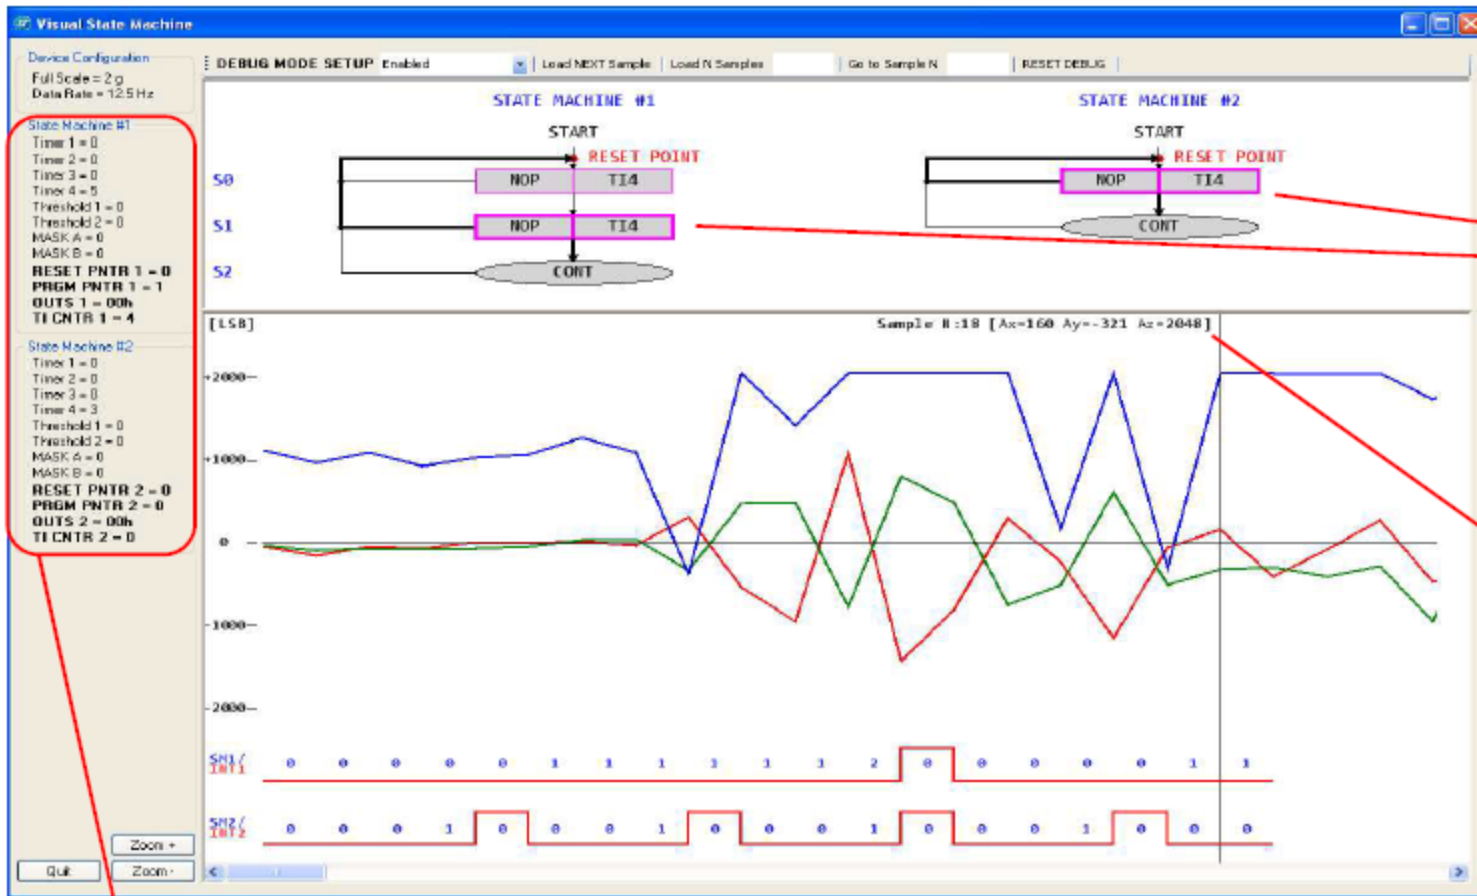 Visual State Machine
Device Configuration
Full Scale = 2 g
Data Rate = 12.5 Hz
State Machine #1
Timer 1 = 0
Timer 2 = 0
Timer 3 = 0
Timer 4 = 5
Threshold 1 = 0
Threshold 2 = 0
MASK A = 0
MASK B = 0
RESET PNTR 1 = 0
PRGM PNTR 1 = 1
OUTS 1 = 00h
TI CNTR 1 = 4
State Machine #2
Timer 1 = 0
Timer 2 = 0
Timer 3 = 0
Timer 4 = 3
Threshold 1 = 0
Threshold 2 = 0
MASK A = 0
MASK B = 0
RESET PNTR 2 = 0
PRGM PNTR 2 = 0
OUTS 2 = 00h
TI CNTR 2 = 0
Zoom +
Quit Zoom -
DEBUG MODE SETUP Enabled Load NEXT Sample Load N Samples Go to Sample N RESET DEBUG
STATE MACHINE #1 STATE MACHINE #2
START START
RESET POINT RESET POINT
S0 NOP TI4 NOP TI4
S1 NOP TI4 CONT
S2 CONT
[LSB] Sample #:18 [Ax=160 Ay=-321 Az=2048]
+2000
+1000
0
-1000
-2000
SM1/ 0 0 0 0 0 1 1 1 1 1 1 2 0 0 0 0 0 1 1
INT1
SM2/ 0 0 0 1 0 0 0 1 0 0 0 1 0 0 0 1 0 0 0
INT2